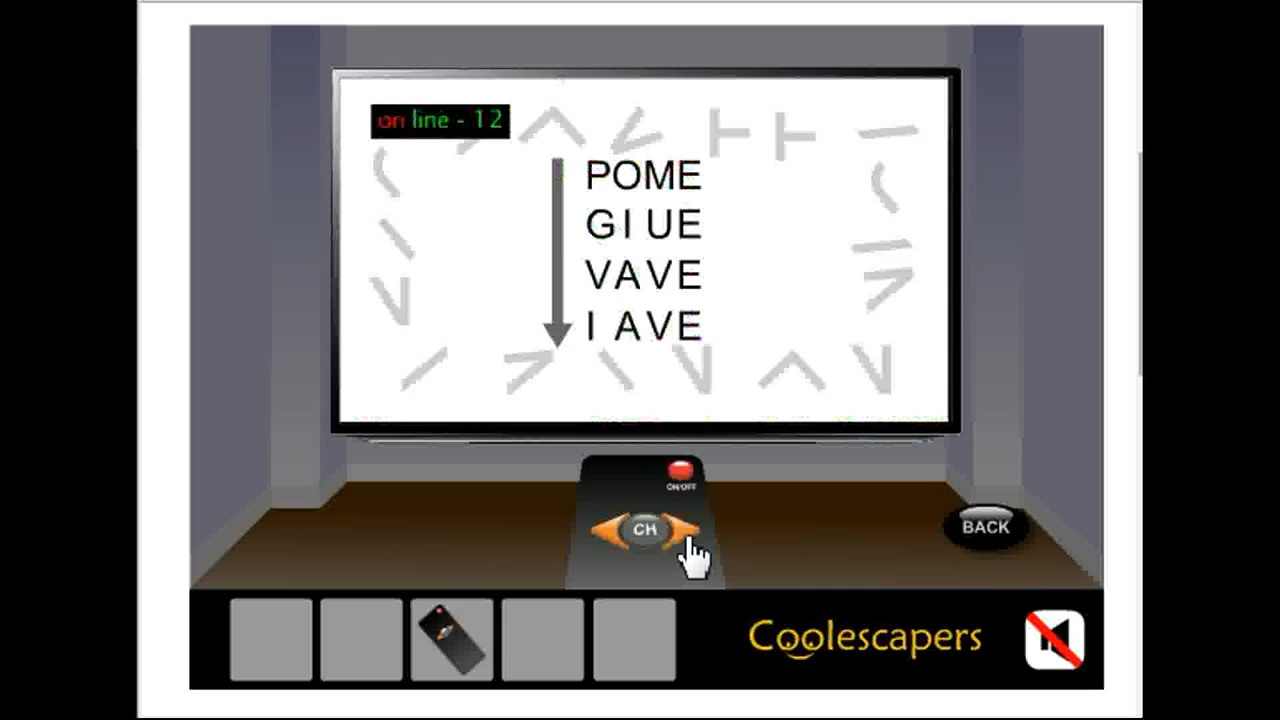 on line - 12
POME
GI UE
VAVE
I AVE
ON/OFF
CH
BACK
Coolescapers